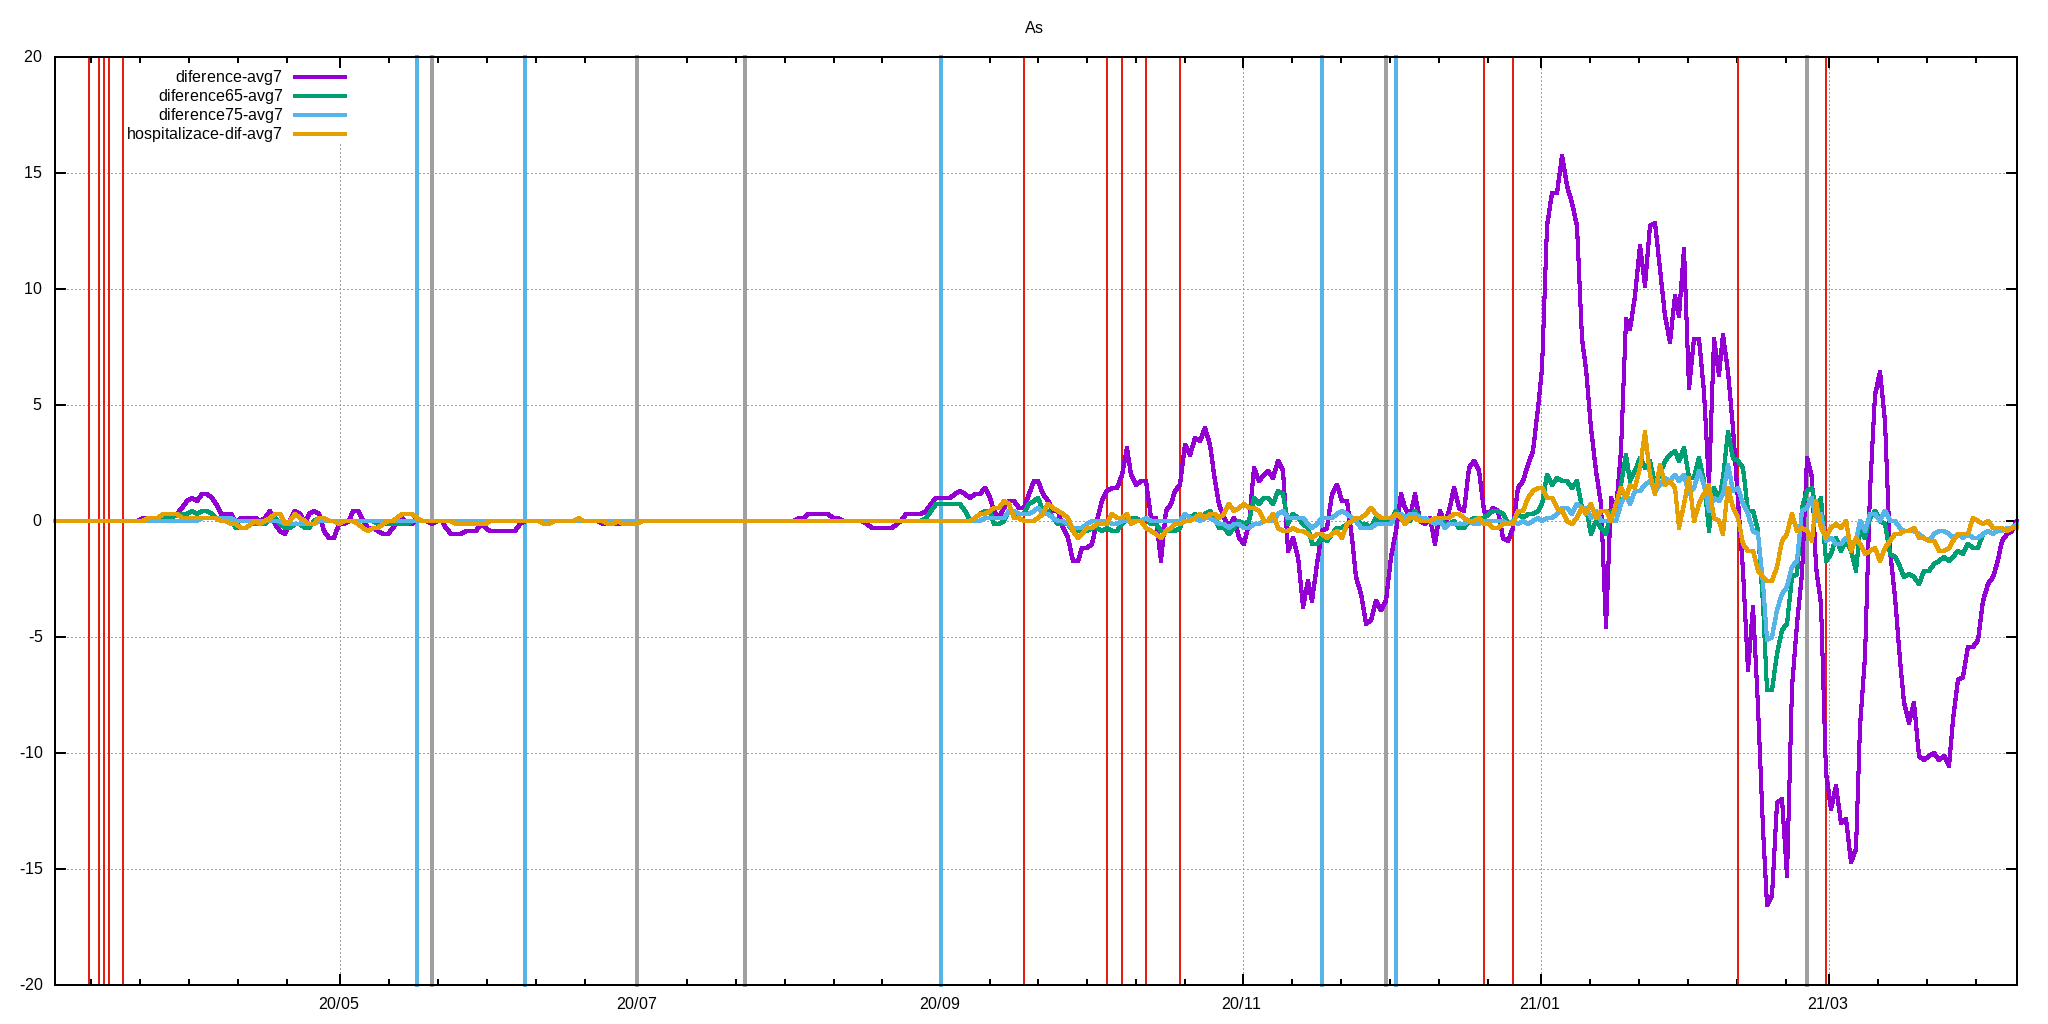 As
20
diference-avg7
diference65-avg7
diference75-avg7
hospitalizace-dif-avg7
15
10
5
0
-5
-10
-15
-20
20/05 20/07 20/09 20/11 21/01 21/03